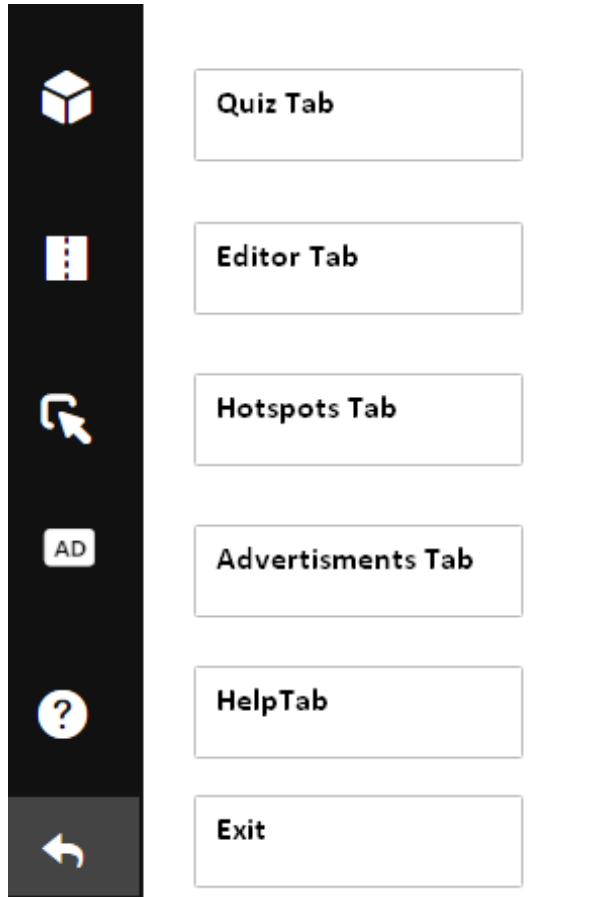 Quiz Tab
Editor Tab
Hotspots Tab
AD
Advertisments Tab
?
HelpTab
Exit